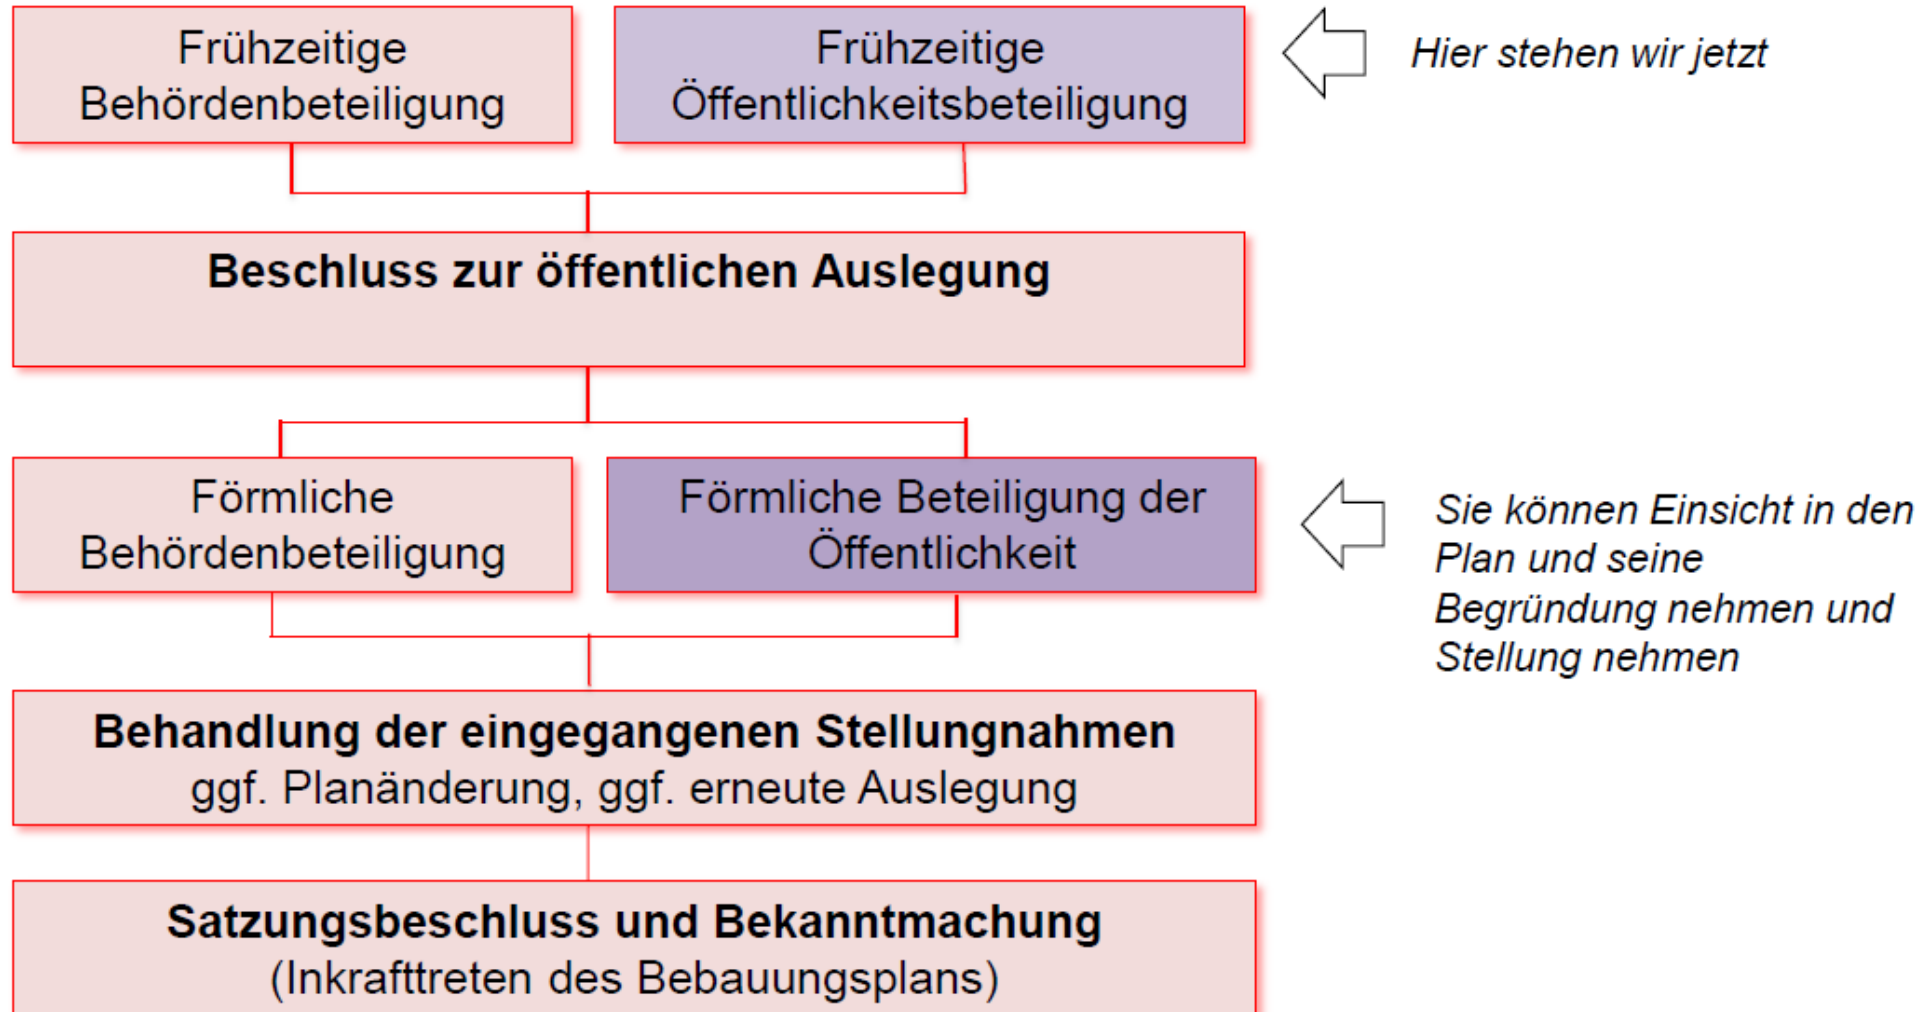 Frühzeitige
Behördenbeteiligung
Frühzeitige
Öffentlichkeitsbeteiligung
Hier stehen wir jetzt
Beschluss zur öffentlichen Auslegung
Förmliche
Behördenbeteiligung
Förmliche Beteiligung der
Öffentlichkeit
Sie können Einsicht in den
Plan und seine
Begründung nehmen und
Stellung nehmen
Behandlung der eingegangenen Stellungnahmen
ggf. Planänderung, ggf. erneute Auslegung
Satzungsbeschluss und Bekanntmachung
(Inkrafttreten des Bebauungsplans)